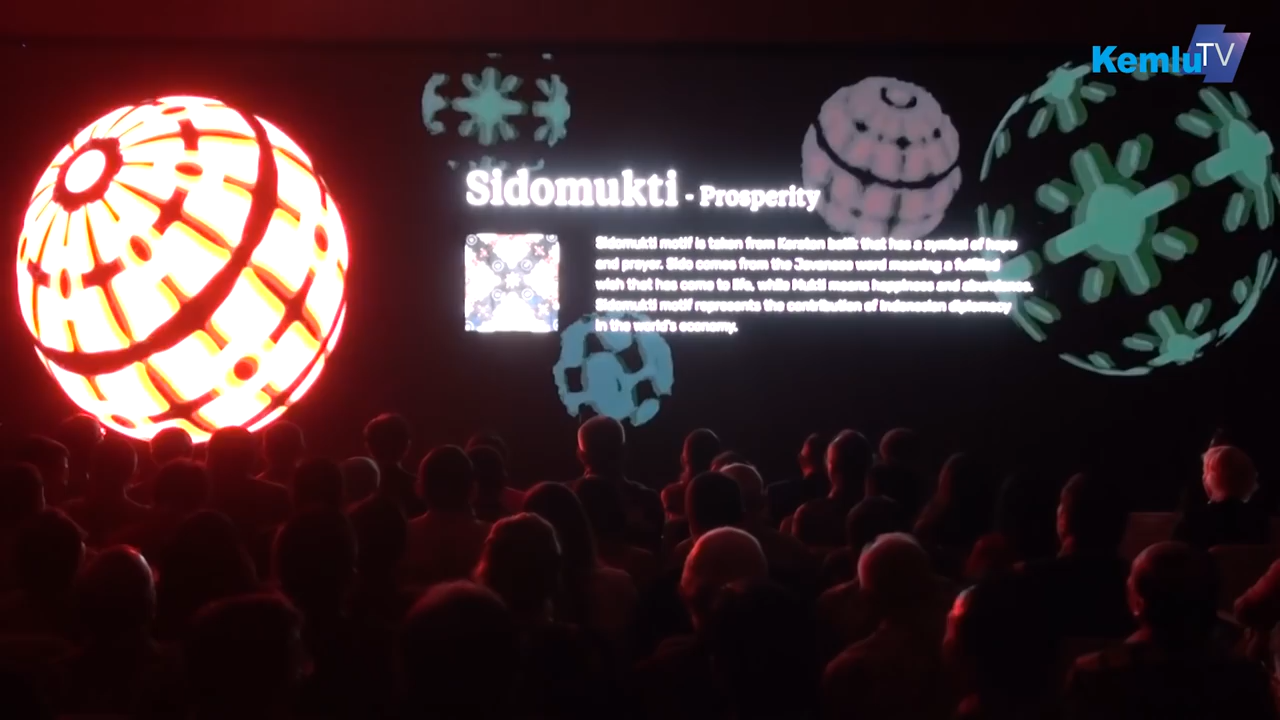 Kemlu TV
Sidomukti - Prosperity
Sidomukti motif is taken from Keraton batik that has a symbol of hope
and prayer. Sido comes from the Javanese word meaning a fulfilled
wish that has come to life, while Mukti means happiness and abundance.
Sidomukti motif represents the contribution of Indonesian diplomacy
in the world's economy.